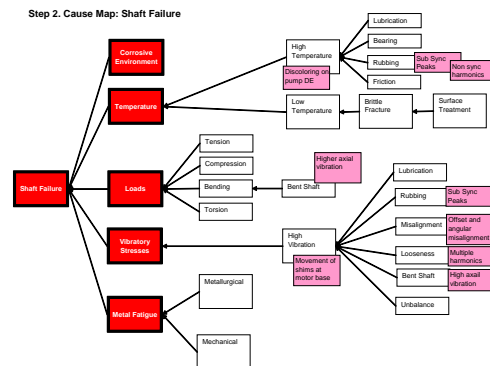 Step 2. Cause Map: Shaft Failure
Lubrication
High
Temperature
Bearing
Corrosive
Environment
Rubbing
Sub Sync
Peaks
Non sync
harmonics
Discoloring on
pump DE
Friction
Temperature
Low
Temperature
Brittle
Fracture
Surface
Treatment
Tension
Higher axial
vibration
Compression
Lubrication
Shaft Failure
Loads
Bending
Bent Shaft
Rubbing
Sub Sync
Peaks
Torsion
Misalignment
Offset and
angular
misalignment
Vibratory
Stresses
High
Vibration
Looseness
Multiple
harmonics
Movement of
shims at
motor base
Bent Shaft
High axail
vibration
Metallurgical
Unbalance
Metal Fatigue
Mechanical